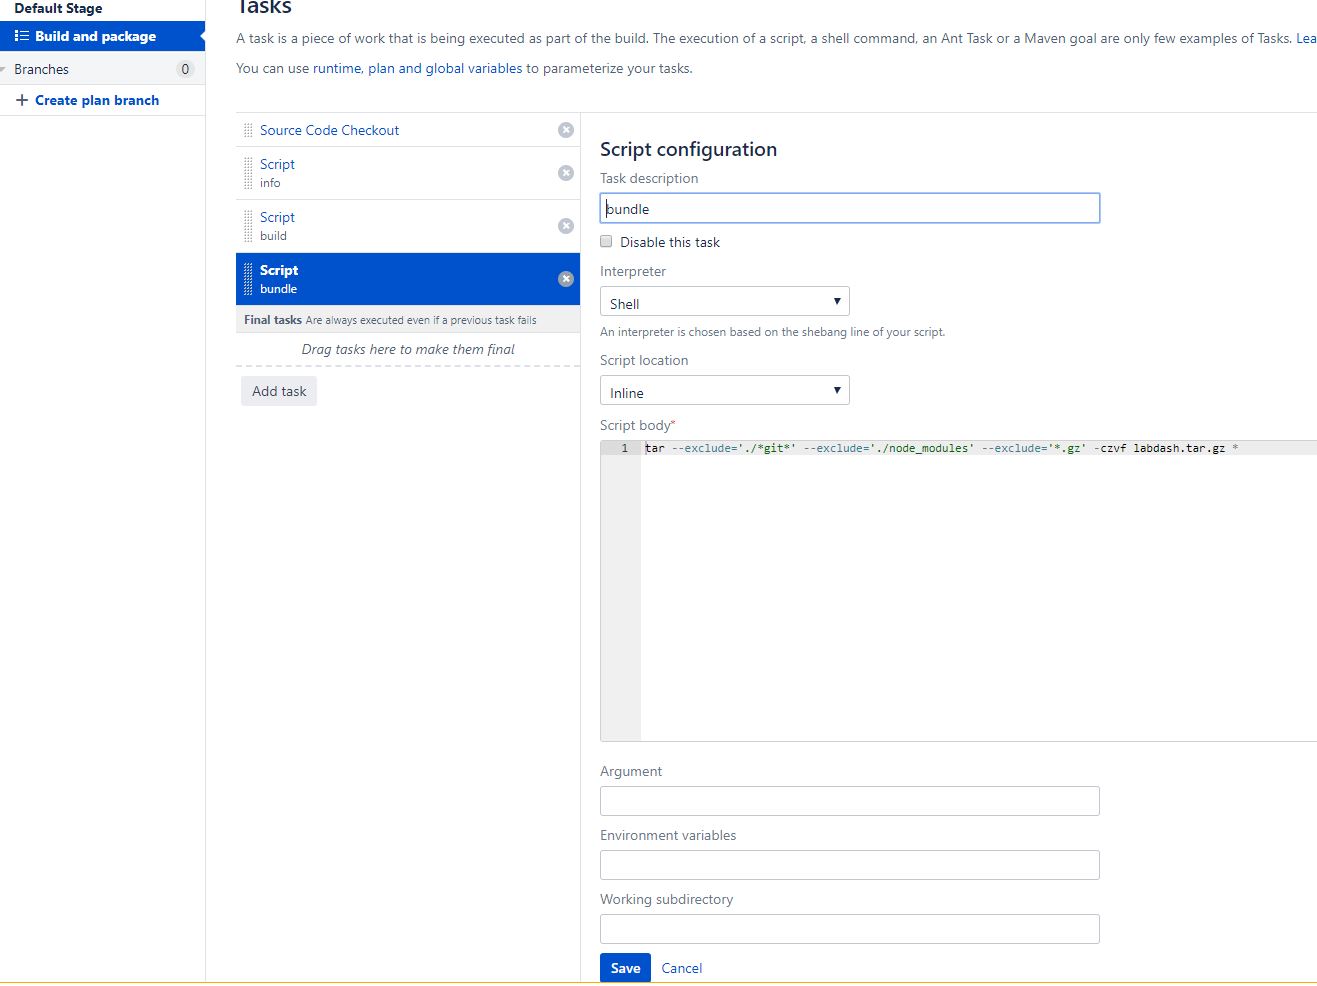 Default Stage
Build and package
Branches 0
Create plan branch
Tasks
A task is a piece of work that is being executed as part of the build. The execution of a script, a shell command, an Ant Task or a Maven goal are only few examples of Tasks. Lea
You can use runtime, plan and global variables to parameterize your tasks.
Source Code Checkout
Script
info
Script
build
Script
bundle
Final tasks Are always executed even if a previous task fails
Drag tasks here to make them final
Add task
Script configuration
Task description
bundle
Disable this task
Interpreter
Shell
An interpreter is chosen based on the shebang line of your script.
Script location
Inline
Script body*
1 tar --exclude='./*git*' --exclude='./node_modules' --exclude='*.gz' -czvf labdash.tar.gz *
Argument
Environment variables
Working subdirectory
Save Cancel